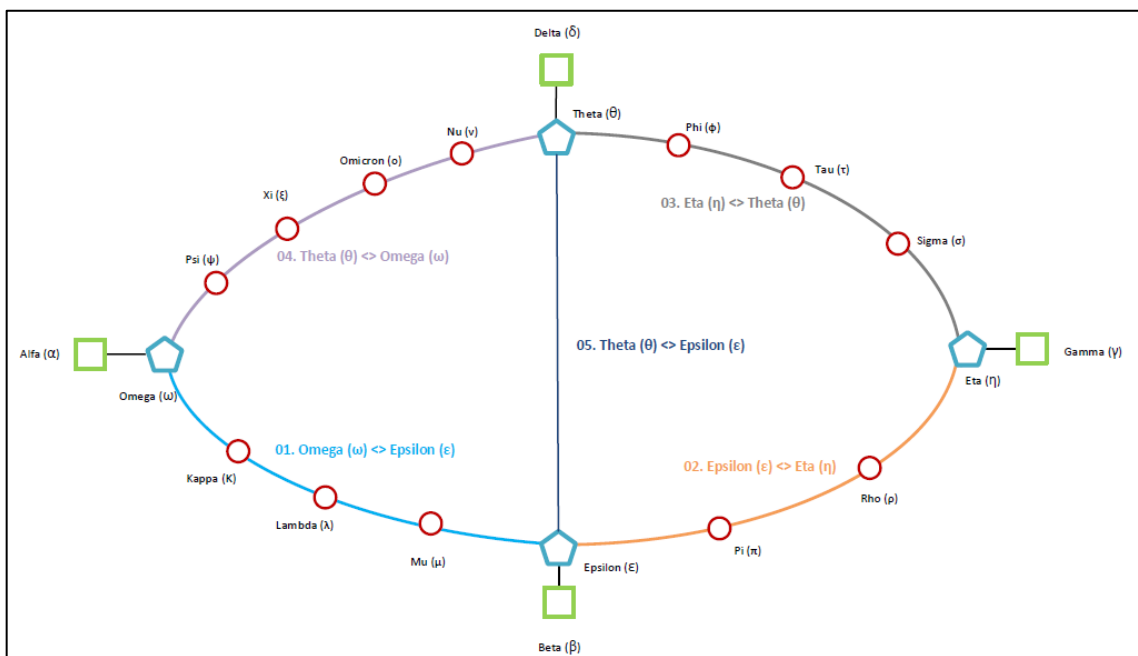 Delta (δ)
Theta (θ)
Nu (ν)
Phi (ϕ)
Omicron (ο)
Tau (τ)
Xi (ξ)
03. Eta (η) <> Theta (θ)
Sigma (σ)
04. Theta (θ) <> Omega (ω)
Psi (ψ)
05. Theta (θ) <> Epsilon (ε)
Alfa (α)
Gamma (γ)
Omega (ω)
Eta (η)
01. Omega (ω) <> Epsilon (ε)
02. Epsilon (ε) <> Eta (η)
Kappa (Κ)
Rho (ρ)
Lambda (λ)
Mu (μ)
Pi (π)
Epsilon (ε)
Beta (β)